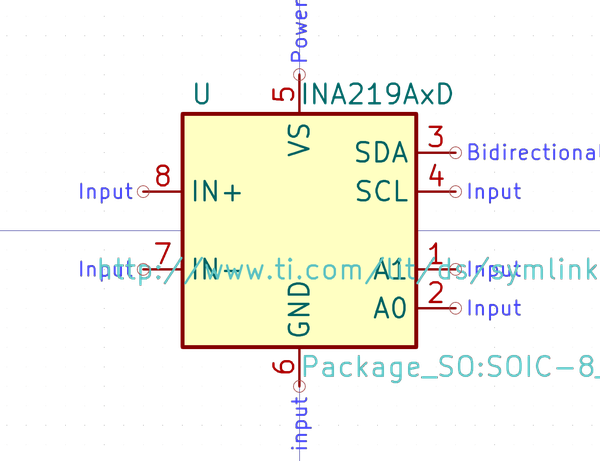 Power
U
INA219AxD
5
VS
SDA
3
Bidirectional
8
Input
IN+
SCL
4
Input
7
Input
IN-
http://www.ti.com/lit/ds/symlink
A1
1
Input
GND
A0
2
Input
6
Package_SO:SOIC-8_
input